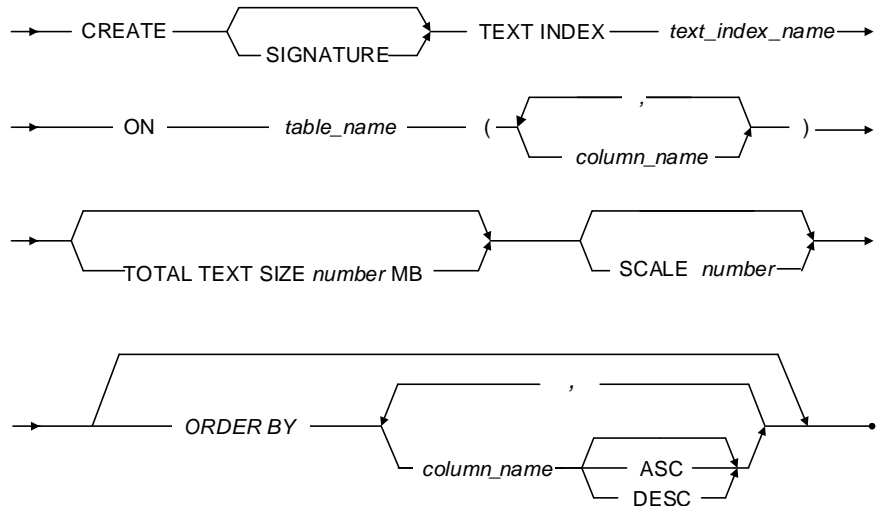 CREATE SIGNATURE TEXT INDEX text_index_name
ON table_name ( , column_name )
TOTAL TEXT SIZE number MB SCALE number
ORDER BY , column_name ASC DESC